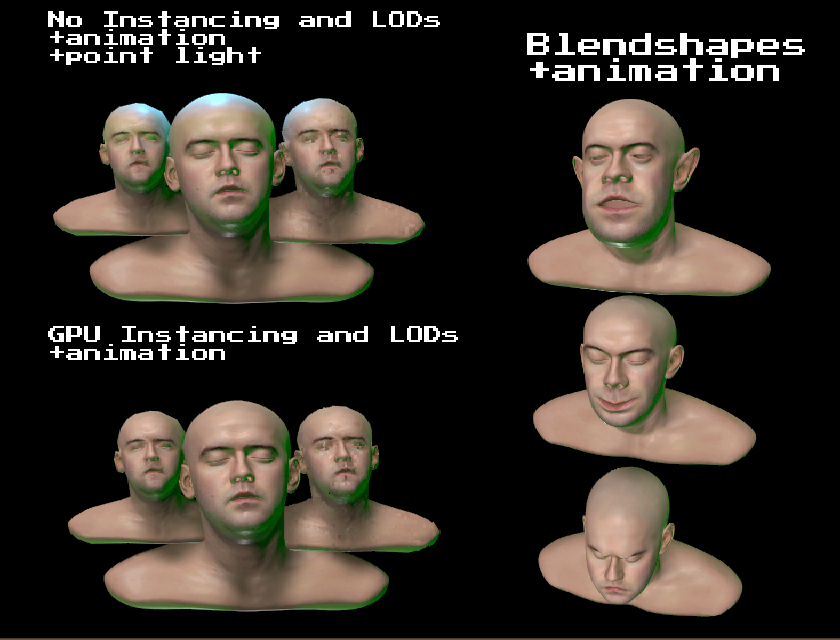 No Instancing and LODs
+animation
+point light
Blendshapes
+animation
GPU Instancing and LODs
+animation